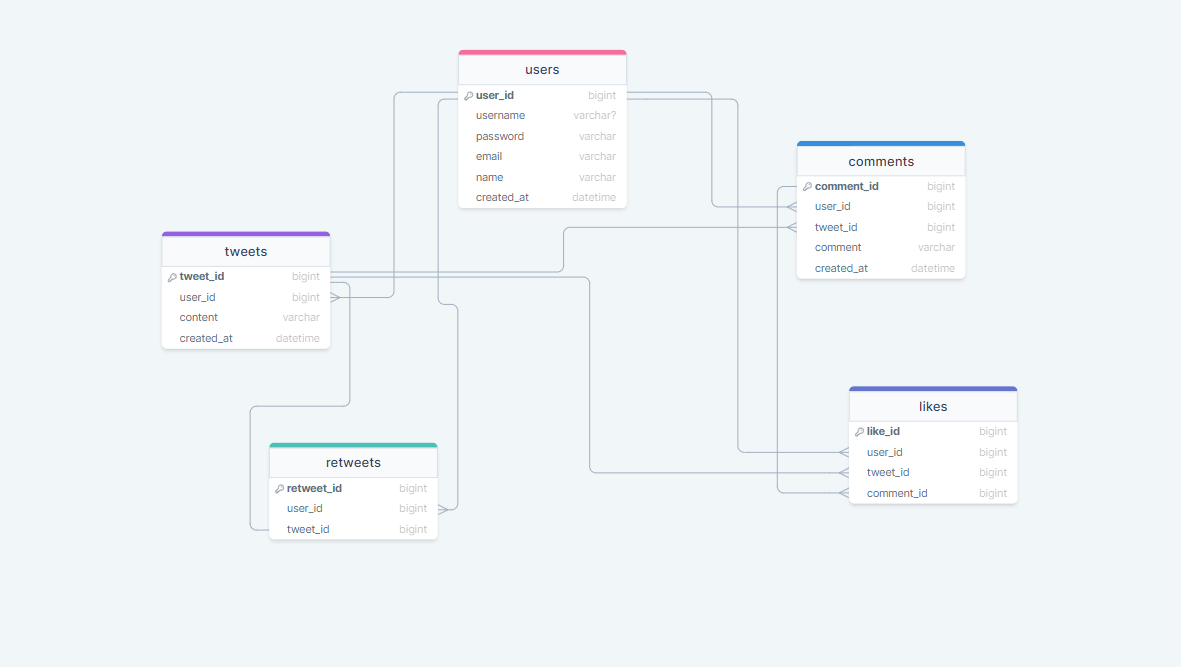 users
user_id bigint
username varchar?
password varchar
email varchar
name varchar
created_at datetime
comments
comment_id bigint
user_id bigint
tweet_id bigint
comment varchar
created_at datetime
tweets
tweet_id bigint
user_id bigint
content varchar
created_at datetime
likes
like_id bigint
user_id bigint
tweet_id bigint
comment_id bigint
retweets
retweet_id bigint
user_id bigint
tweet_id bigint